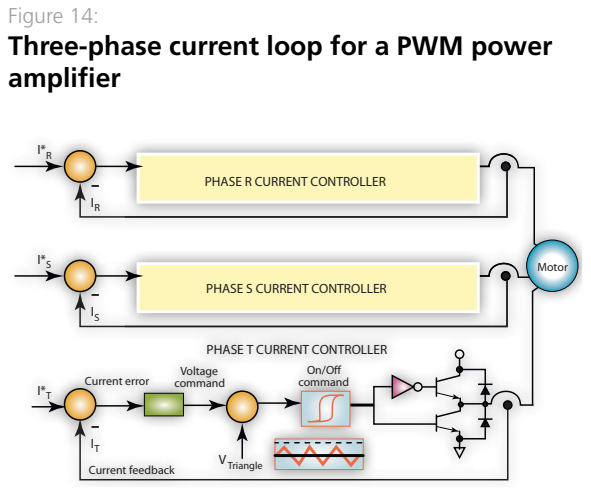 Figure 14:
Three-phase current loop for a PWM power
amplifier
I*R
PHASE R CURRENT CONTROLLER
−
IR
I*S
PHASE S CURRENT CONTROLLER
−
IS
Motor
PHASE T CURRENT CONTROLLER
I*T
Current error
Voltage
command
On/Off
command
−
IT
VTriangle
Current feedback